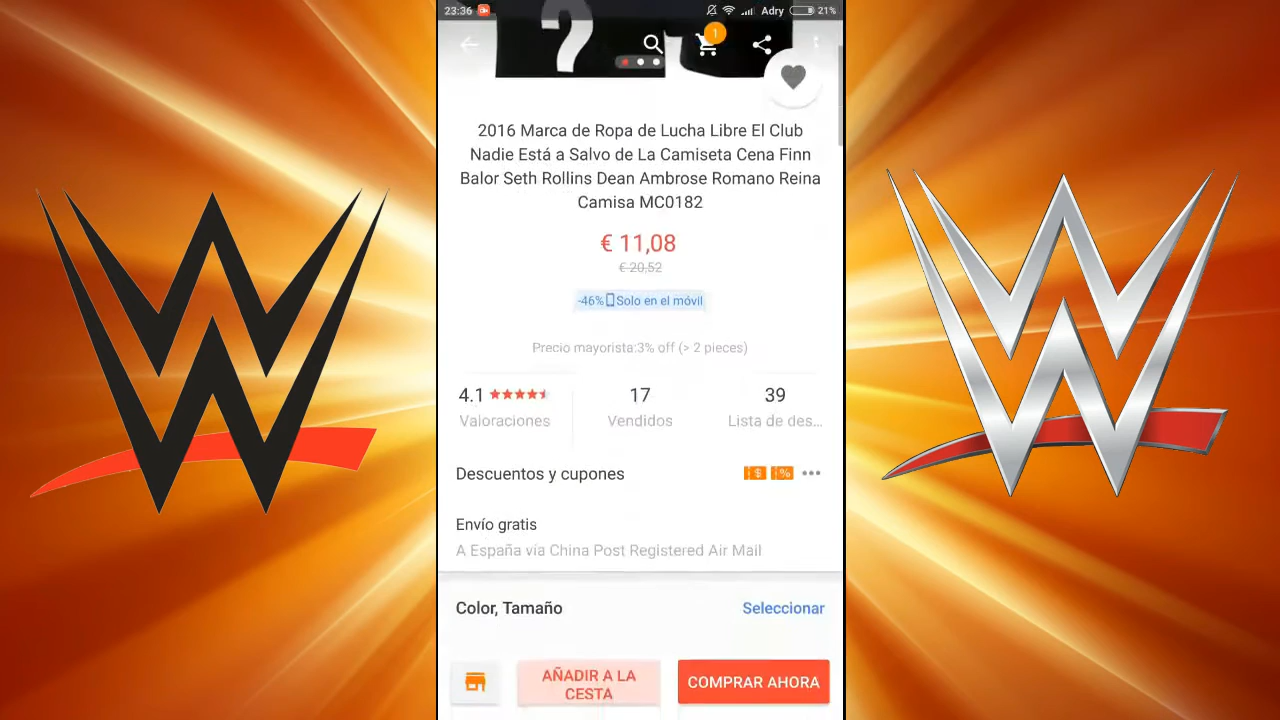 23:36
Adry
21%
?
1
2016 Marca de Ropa de Lucha Libre El Club
Nadie Está a Salvo de La Camiseta Cena Finn
Balor Seth Rollins Dean Ambrose Romano Reina
Camisa MC0182
€ 11,08
€ 20,52
-46% Solo en el móvil
Precio mayorista:3% off (> 2 pieces)
4.1 17 39
Valoraciones Vendidos Lista de des...
Descuentos y cupones
$ %
Envío gratis
A España vía China Post Registered Air Mail
Color, Tamaño Seleccionar
AÑADIR A LA
CESTA
COMPRAR AHORA